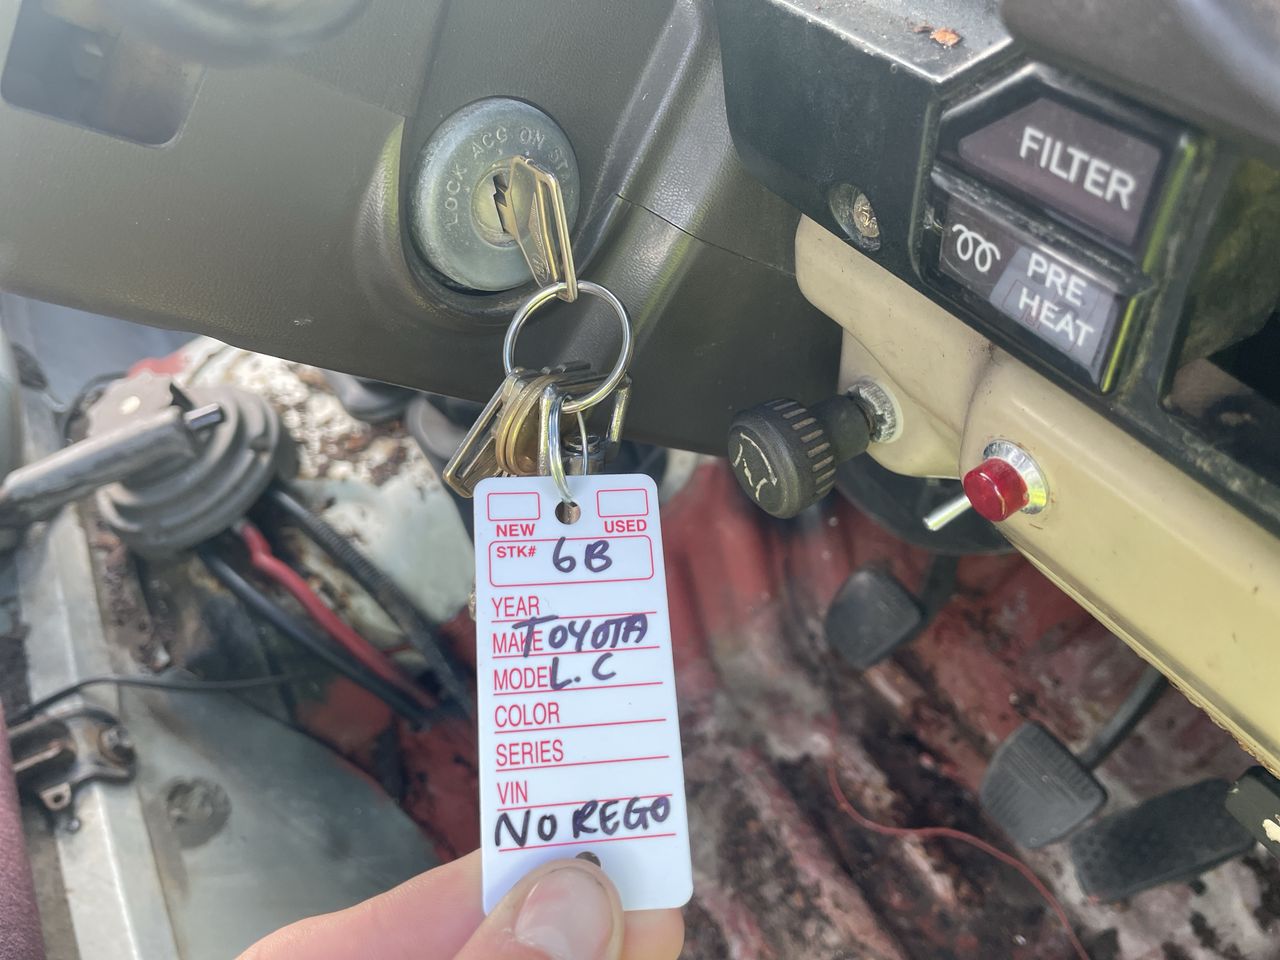 LOCK ACC ON ST
FILTER
PRE
HEAT
NEW USED
STK# 6B
YEAR
MAKE TOYOTA
MODEL L.C
COLOR
SERIES
VIN
NO REGO